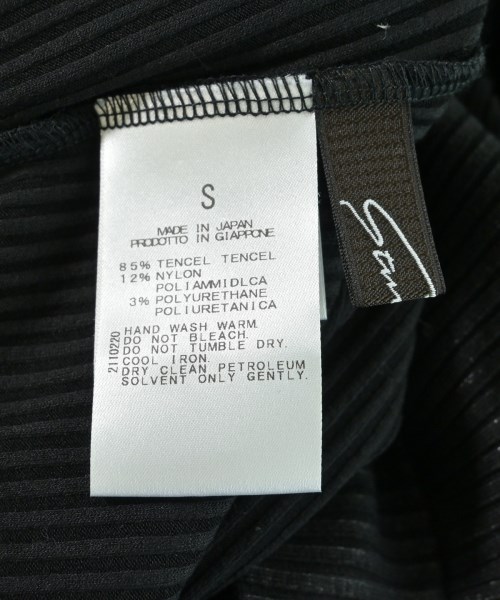 S
MADE IN JAPAN
PRODOTTO IN GIAPPONE
85% TENCEL TENCEL
12% NYLON
POLIAMMIDLCA
3% POLYURETHANE
POLIURETANICA
HAND WASH WARM.
DO NOT BLEACH.
DO NOT TUMBLE DRY.
COOL IRON.
DRY CLEAN PETROLEUM
SOLVENT ONLY GENTLY.
2110220